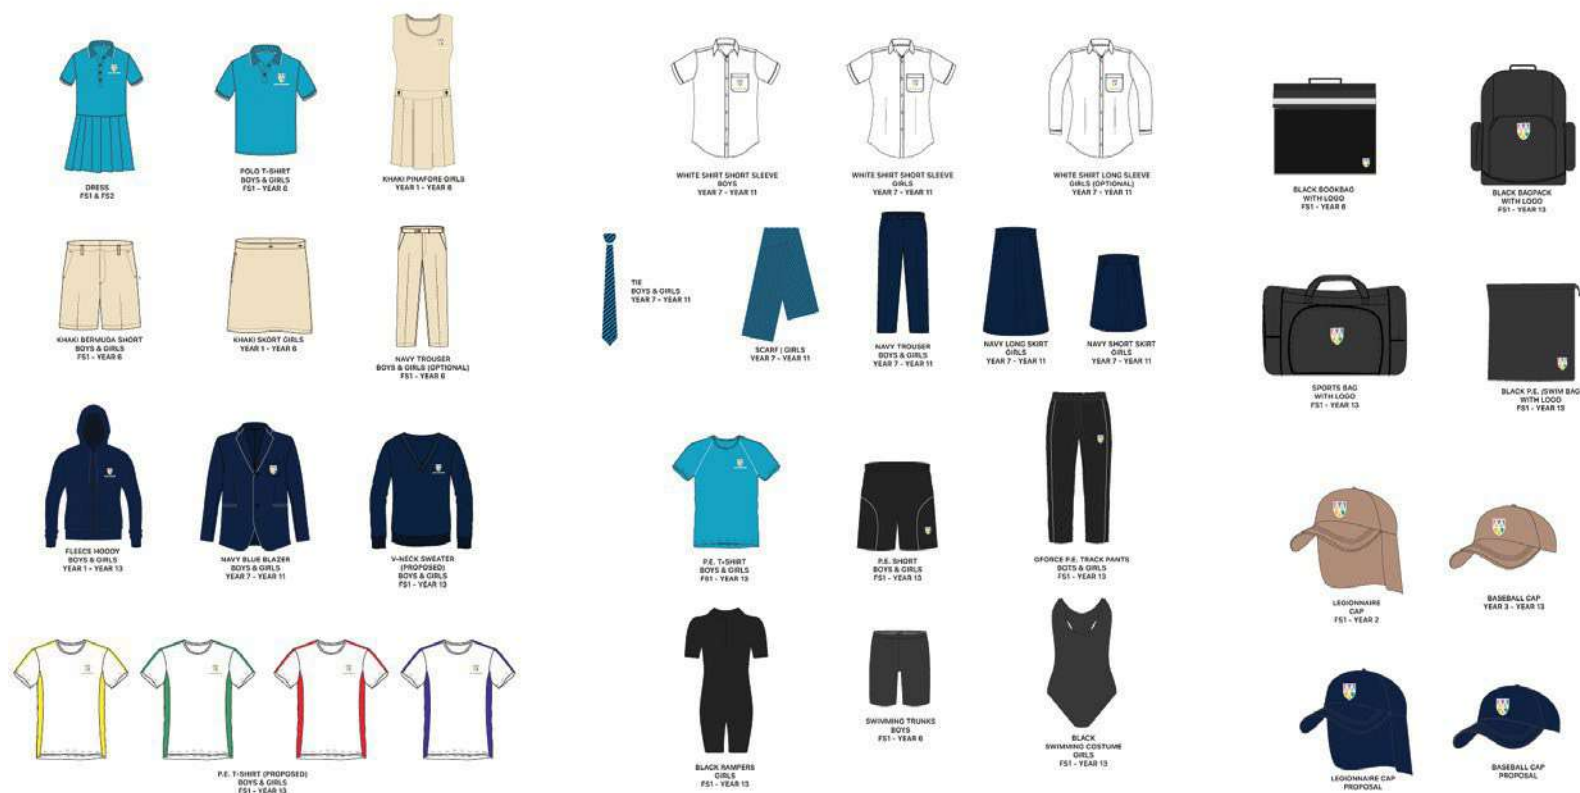 DRESS
FS1 & FS2
POLO T-SHIRT
BOYS & GIRLS
FS1 - YEAR 6
KHAKI PINAFORE GIRLS
YEAR 1 - YEAR 6
WHITE SHIRT SHORT SLEEVE
BOYS
YEAR 7 - YEAR 11
WHITE SHIRT SHORT SLEEVE
GIRLS
YEAR 7 - YEAR 11
WHITE SHIRT LONG SLEEVE
GIRLS (OPTIONAL)
YEAR 7 - YEAR 11
BLACK BOOKBAG
WITH LOGO
FS1 - YEAR 6
BLACK BAGPACK
WITH LOGO
FS1 - YEAR 13
KHAKI BERMUDA SHORT
BOYS & GIRLS
FS1 - YEAR 6
KHAKI SKORT GIRLS
YEAR 1 - YEAR 6
NAVY TROUSER
BOYS & GIRLS (OPTIONAL)
FS1 - YEAR 6
TIE
BOYS & GIRLS
YEAR 7 - YEAR 11
SCARF | GIRLS
YEAR 7 - YEAR 11
NAVY TROUSER
BOYS & GIRLS
YEAR 7 - YEAR 11
NAVY LONG SKIRT
GIRLS
YEAR 7 - YEAR 11
NAVY SHORT SKIRT
GIRLS
YEAR 7 - YEAR 11
SPORTS BAG
WITH LOGO
FS1 - YEAR 13
BLACK P.E. /SWIM BAG
WITH LOGO
FS1 - YEAR 13
FLEECE HOODY
BOYS & GIRLS
YEAR 1 - YEAR 13
NAVY BLUE BLAZER
BOYS & GIRLS
YEAR 7 - YEAR 11
V-NECK SWEATER
(PROPOSED)
BOYS & GIRLS
FS1 - YEAR 13
P.E. T-SHIRT
BOYS & GIRLS
FS1 - YEAR 13
P.E. SHORT
BOYS & GIRLS
FS1 - YEAR 13
GFORCE P.E. TRACK PANTS
BOTS & GIRLS
FS1 - YEAR 13
LEGIONNAIRE
CAP
FS1 - YEAR 2
BASEBALL CAP
YEAR 3 - YEAR 13
P.E. T-SHIRT (PROPOSED)
BOYS & GIRLS
FS1 - YEAR 13
BLACK RAMPERS
GIRLS
FS1 - YEAR 13
SWIMMING TRUNKS
BOYS
FS1 - YEAR 6
BLACK
SWIMMING COSTUME
GIRLS
FS1 - YEAR 13
LEGIONNAIRE CAP
PROPOSAL
BASEBALL CAP
PROPOSAL